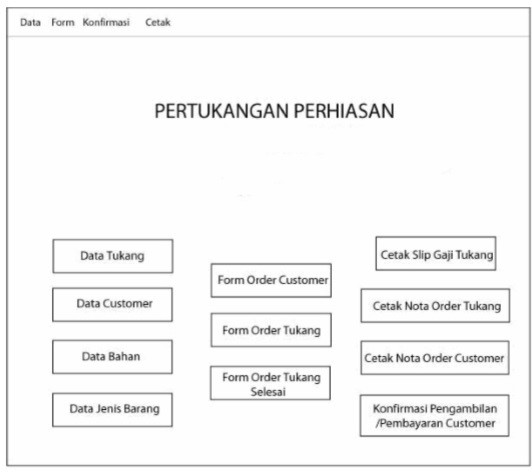 Data Form Konfirmasi Cetak
PERTUKANGAN PERHIASAN
Data Tukang
Data Customer
Data Bahan
Data Jenis Barang
Form Order Customer
Form Order Tukang
Form Order Tukang
Selesai
Cetak Slip Gaji Tukang
Cetak Nota Order Tukang
Cetak Nota Order Customer
Konfirmasi Pengambilan
/Pembayaran Customer